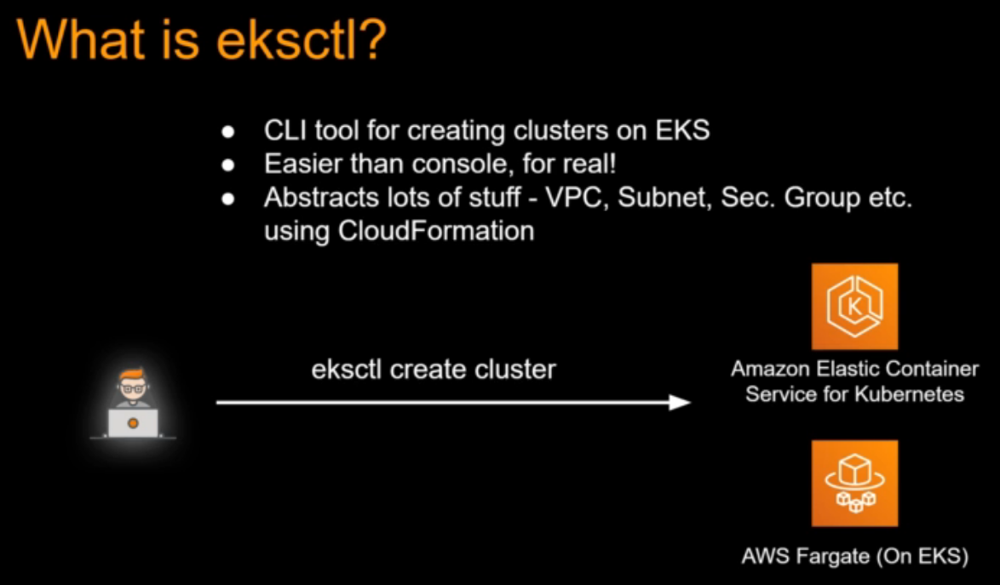 What is eksctl?
● CLI tool for creating clusters on EKS
● Easier than console, for real!
● Abstracts lots of stuff - VPC, Subnet, Sec. Group etc.
using CloudFormation
eksctl create cluster
K
Amazon Elastic Container
Service for Kubernetes
AWS Fargate (On EKS)